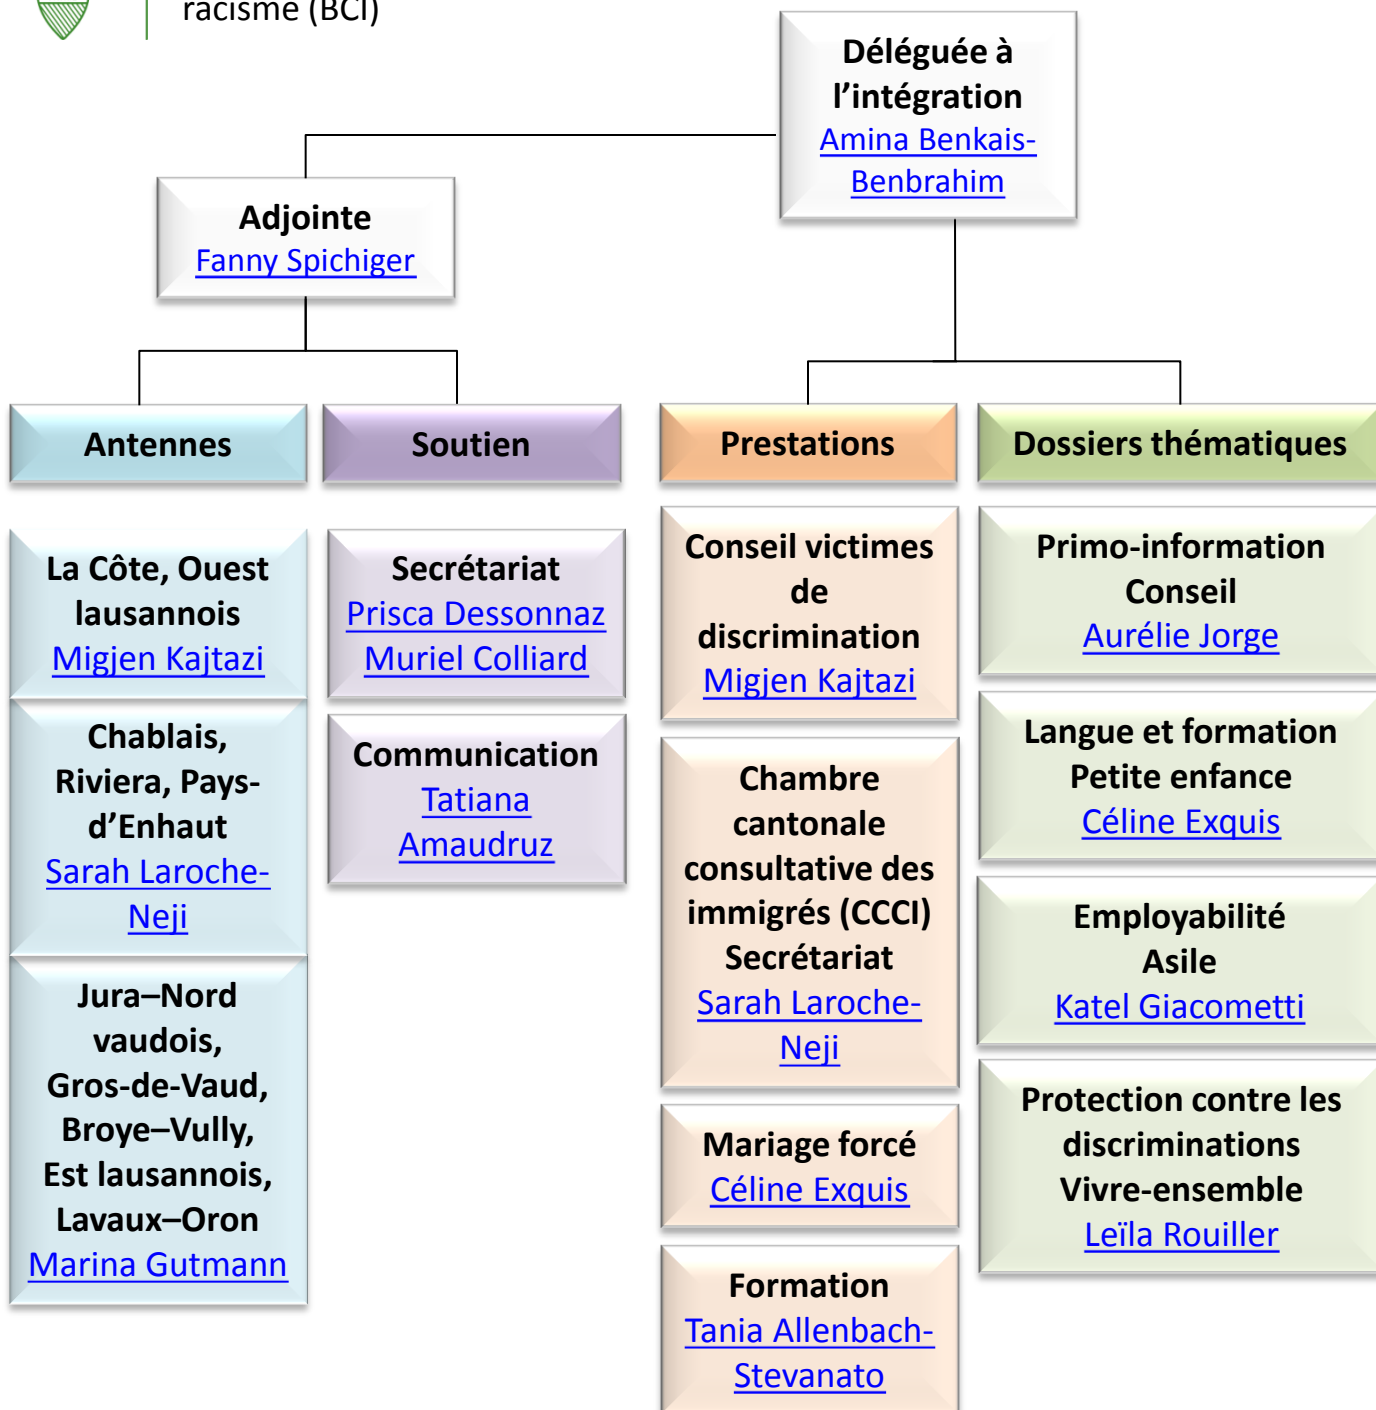 racisme (BCI)
Déléguée à
l’intégration
Amina Benkais-
Benbrahim
Adjointe
Fanny Spichiger
Antennes
La Côte, Ouest
lausannois
Migjen Kajtazi
Chablais,
Riviera, Pays-
d’Enhaut
Sarah Laroche-
Neji
Jura–Nord
vaudois,
Gros-de-Vaud,
Broye–Vully,
Est lausannois,
Lavaux–Oron
Marina Gutmann
Soutien
Secrétariat
Prisca Dessonnaz
Muriel Colliard
Communication
Tatiana
Amaudruz
Prestations
Conseil victimes
de
discrimination
Migjen Kajtazi
Chambre
cantonale
consultative des
immigrés (CCCI)
Secrétariat
Sarah Laroche-
Neji
Mariage forcé
Céline Exquis
Formation
Tania Allenbach-
Stevanato
Dossiers thématiques
Primo-information
Conseil
Aurélie Jorge
Langue et formation
Petite enfance
Céline Exquis
Employabilité
Asile
Katel Giacometti
Protection contre les
discriminations
Vivre-ensemble
Leïla Rouiller